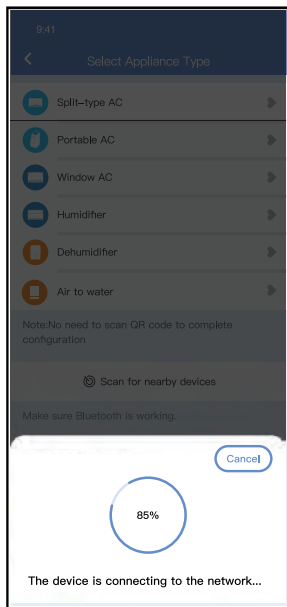 9:41
Select Appliance Type
Split-type AC
Portable AC
Window AC
Humidifier
Dehumidifier
Air to water
Note:No need to scan QR code to complete
configuration
Scan for nearby devices
Make sure Bluetooth is working.
Cancel
85%
The device is connecting to the network...